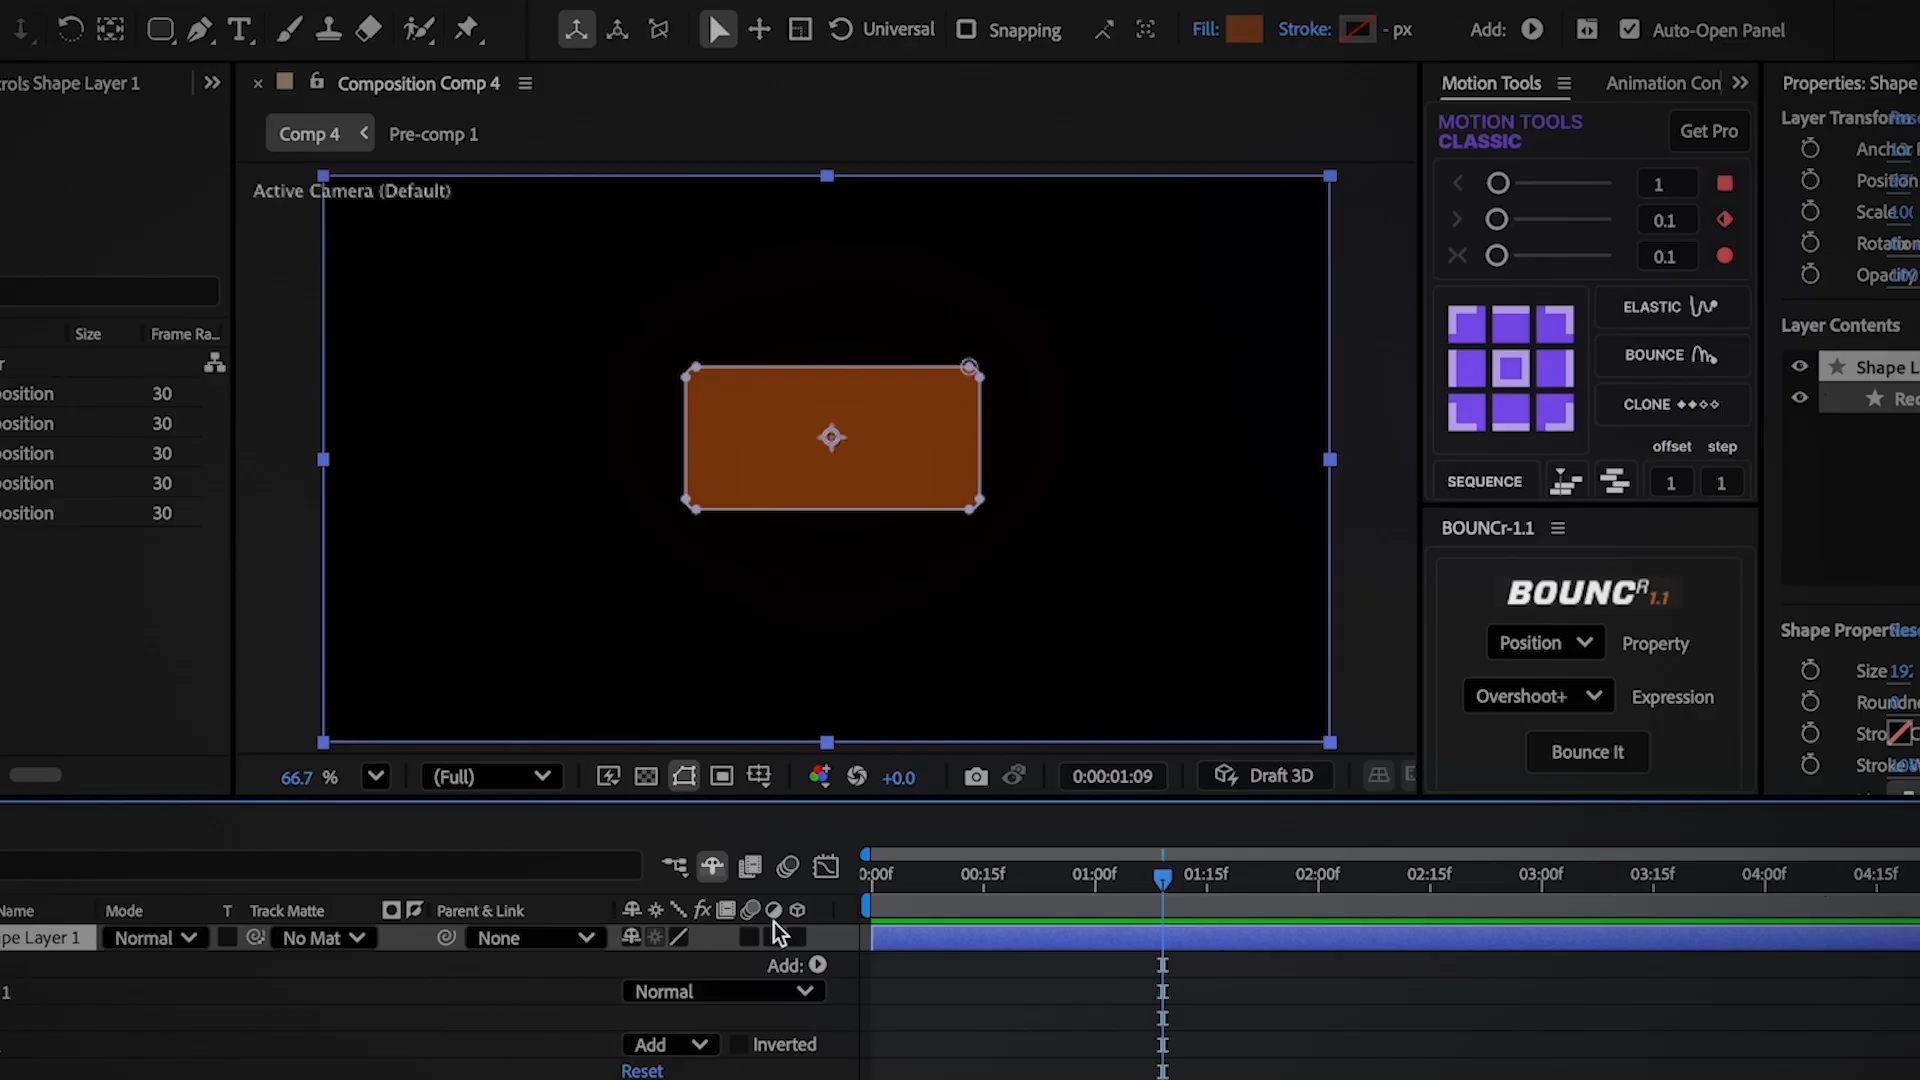 T
Universal
Snapping
Fill:
Stroke:
- px
Add:
Auto-Open Panel
rols Shape Layer 1
Composition Comp 4
Comp 4
Pre-comp 1
Active Camera (Default)
Size
Frame Ra...
r
osition 30
osition 30
osition 30
osition 30
osition 30
66.7 %
(Full)
+0.0
0:00:01:09
Draft 3D
Motion Tools
Animation Con
MOTION TOOLS
CLASSIC
Get Pro
1
0.1
0.1
ELASTIC
BOUNCE
CLONE
offset step
SEQUENCE
1 1
BOUNCr-1.1
BOUNCR 1.1
Position
Property
Overshoot+
Expression
Bounce It
Properties: Shape
Layer Transform
Anchor
Position
Scale
Rotation
Opacity
Layer Contents
Shape L
Rec
Shape Properties
Size 192
Roundne
Stro
Stroke W
0:00f 00:15f 01:00f 01:15f 02:00f 02:15f 03:00f 03:15f 04:00f 04:15f
Name Mode T Track Matte Parent & Link fx
pe Layer 1 Normal No Mat None
Add:
1 Normal
Add Inverted
Reset